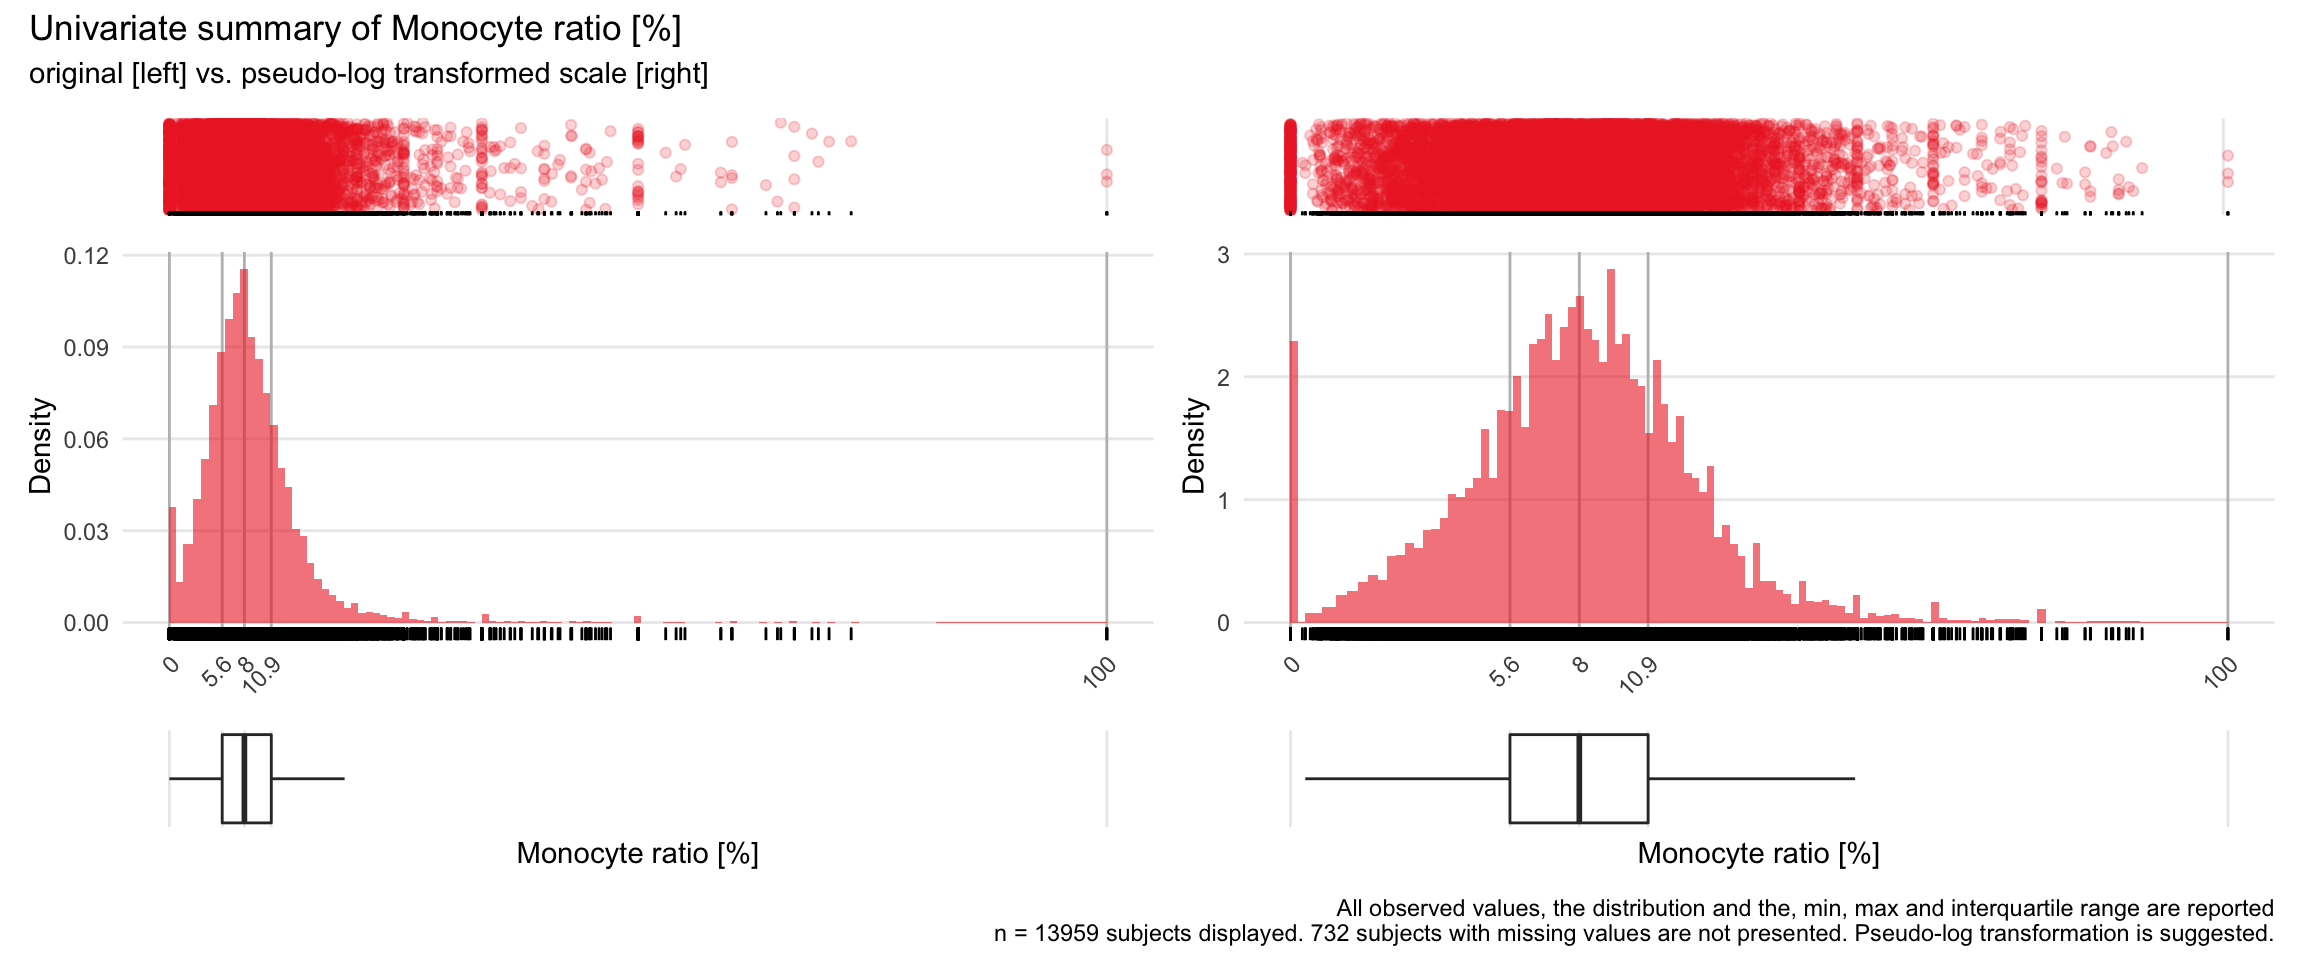 Univariate summary of Monocyte ratio [%]
original [left] vs. pseudo-log transformed scale [right]
0.12
0.09
0.06
0.03
0.00
Density
0
5.6
8
10.9
100
Monocyte ratio [%]
3
2
1
0
Density
0
5.6
8
10.9
100
Monocyte ratio [%]
All observed values, the distribution and the, min, max and interquartile range are reported
n = 13959 subjects displayed. 732 subjects with missing values are not presented. Pseudo-log transformation is suggested.